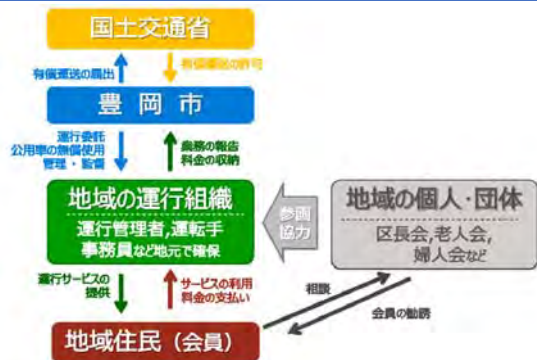 国土交通省
有償運送の届出
有償運送の許可
豊岡市
運行委託
公用車の無償使用
管理・監督
業務の報告
料金の収納
地域の運行組織
運行管理者,運転手
事務員など地元で確保
参画
協力
地域の個人・団体
区長会,老人会,
婦人会など
運行サービスの
提供
サービスの利用
料金の支払い
相談
会員の勧誘
地域住民（会員）